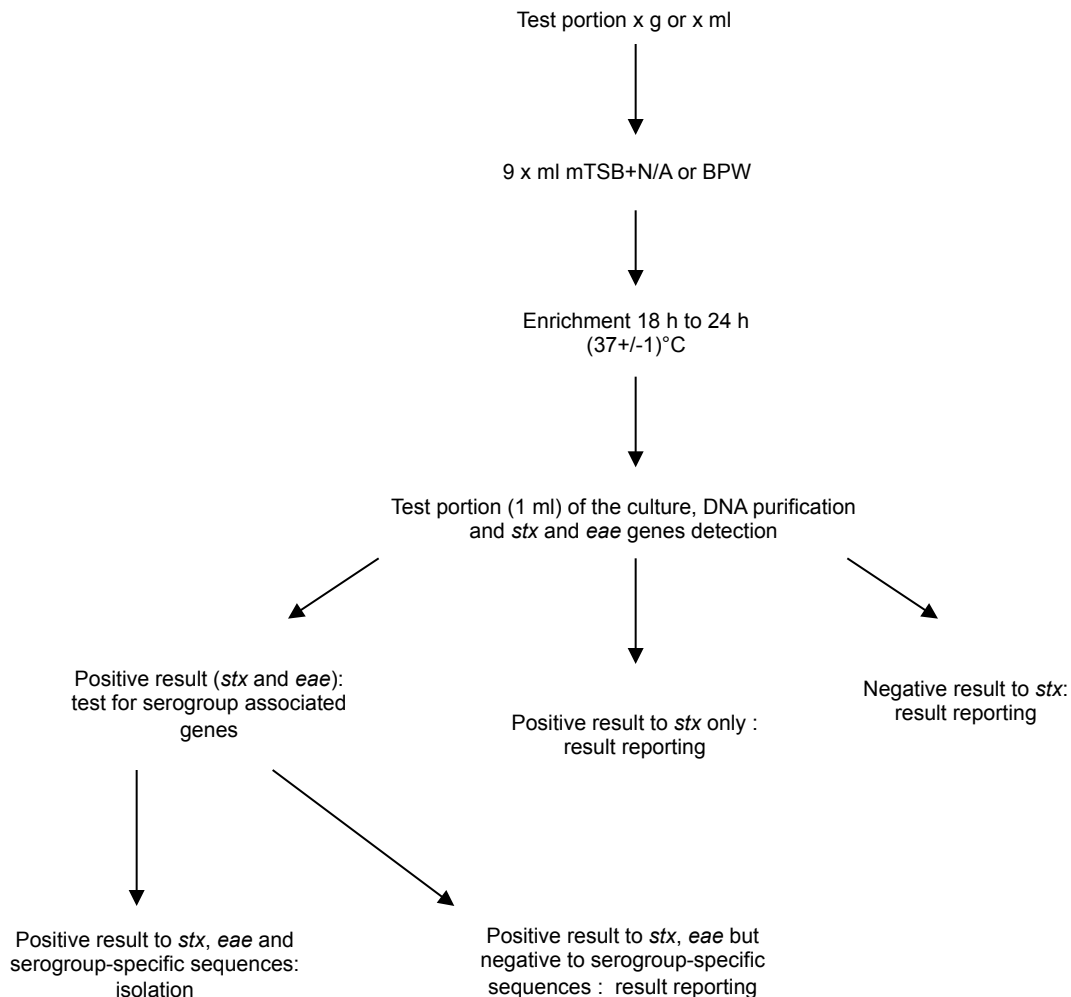 Test portion x g or x ml
9 x ml mTSB+N/A or BPW
Enrichment 18 h to 24 h
(37+/-1)°C
Test portion (1 ml) of the culture, DNA purification
and stx and eae genes detection
Positive result (stx and eae):
test for serogroup associated
genes
Positive result to stx only :
result reporting
Negative result to stx:
result reporting
Positive result to stx, eae and
serogroup-specific sequences:
isolation
Positive result to stx, eae but
negative to serogroup-specific
sequences : result reporting